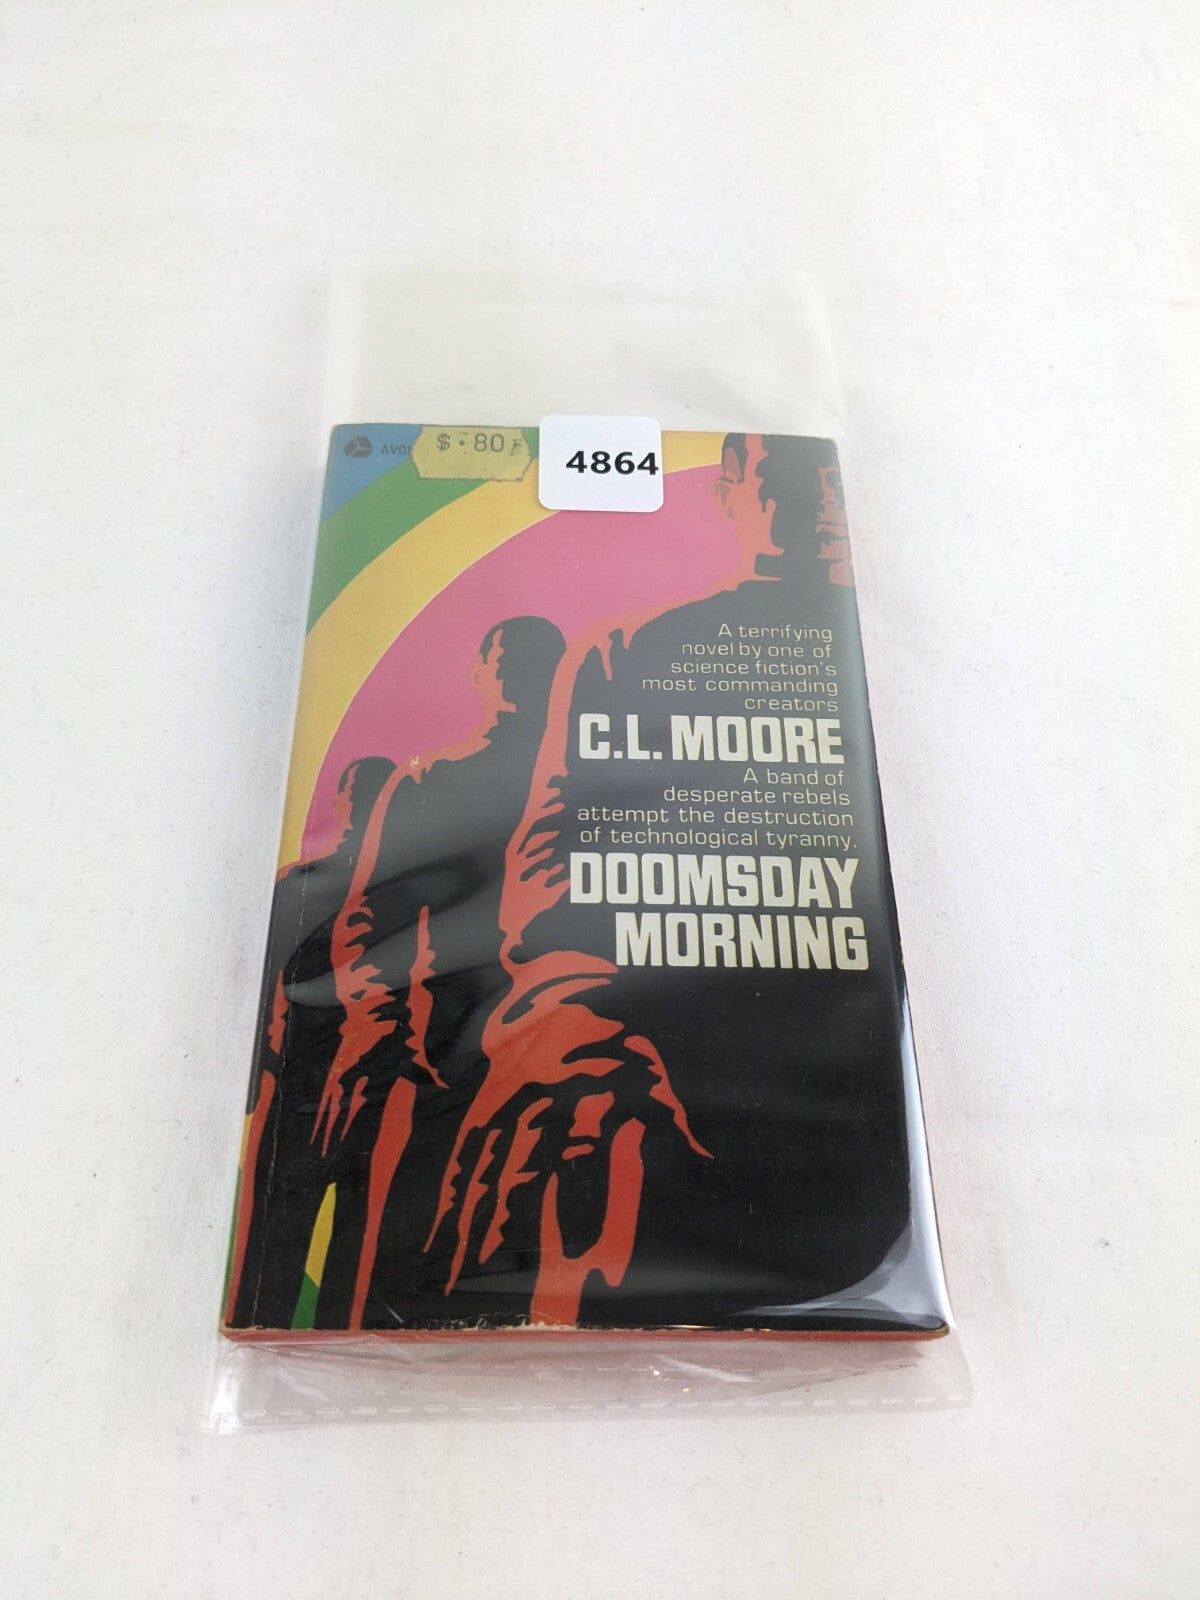 $ .80
4864
A terrifying
novel by one of
science fiction's
most commanding
creators
C.L. MOORE
A band of
desperate rebels
attempt the destruction
of technological tyranny.
DOOMSDAY
MORNING